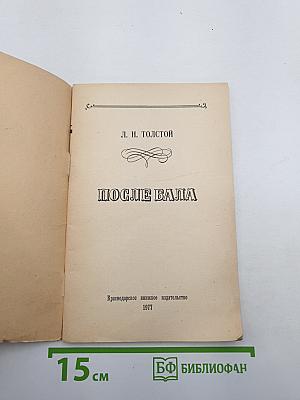 Л. Н. ТОЛСТОЙ
ПОСЛЕ БАЛА
Краснодарское книжное издательство
1977
15 см
БФ БИБЛИОФАН